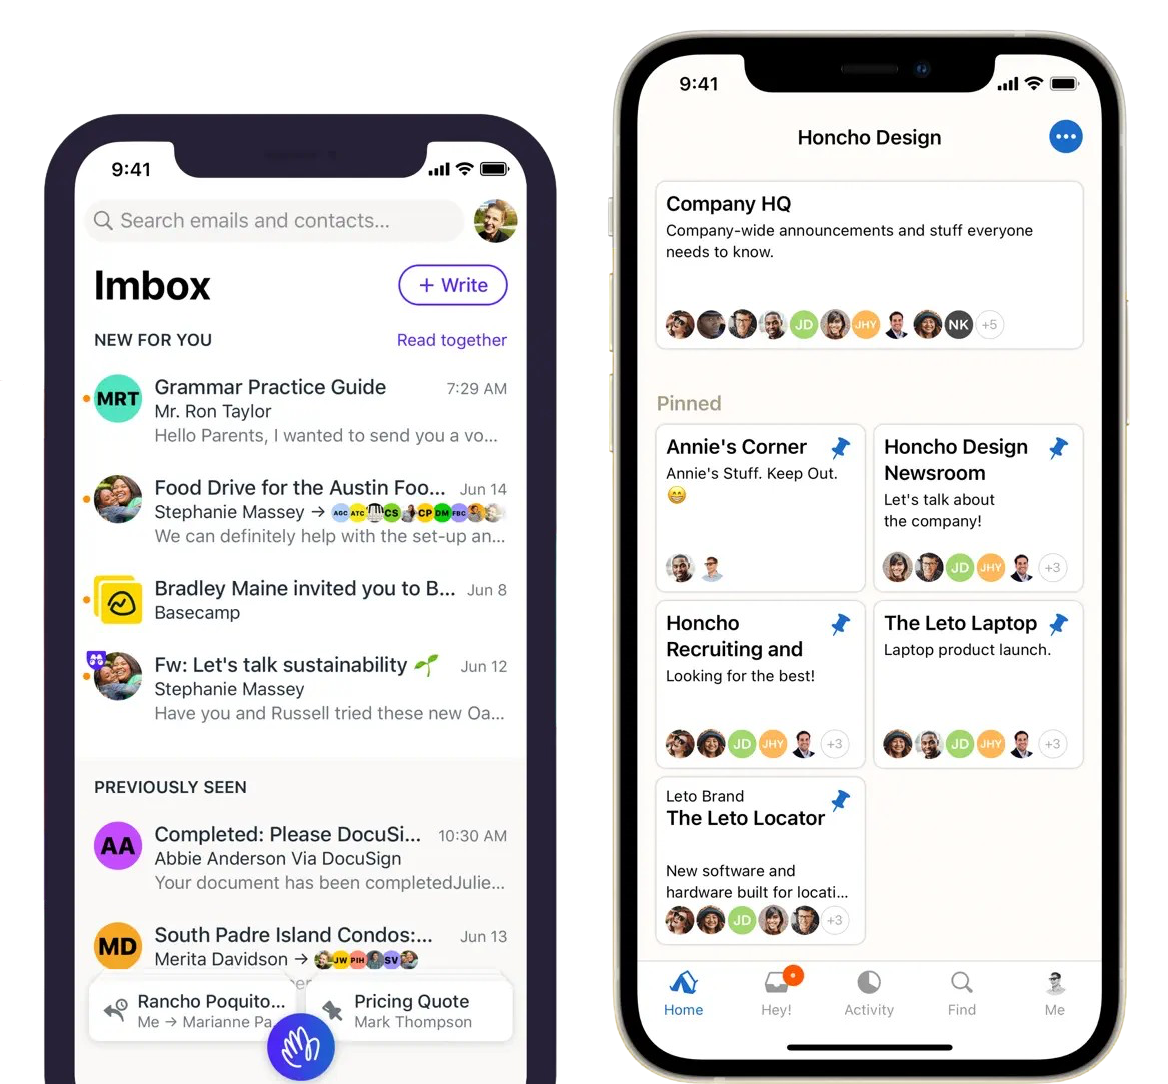 9:41
Search emails and contacts...
Imbox
+ Write
NEW FOR YOU
Read together
MRT
Grammar Practice Guide
7:29 AM
Mr. Ron Taylor
Hello Parents, I wanted to send you a vo...
Food Drive for the Austin Foo...
Jun 14
Stephanie Massey →
AGC
ATC
CS
CP
DM
FBC
We can definitely help with the set-up an...
Bradley Maine invited you to B...
Jun 8
Basecamp
Fw: Let's talk sustainability 🌱
Jun 12
Stephanie Massey
Have you and Russell tried these new Oa...
PREVIOUSLY SEEN
AA
Completed: Please DocuSi...
10:30 AM
Abbie Anderson Via DocuSign
Your document has been completedJulie...
MD
South Padre Island Condos:...
Jun 13
Merita Davidson →
JW
PIH
SV
Rancho Poquito...
Me → Marianne Pa
Pricing Quote
Mark Thompson
9:41
Honcho Design
Company HQ
Company-wide announcements and stuff everyone
needs to know.
JD
JHY
NK
+5
Pinned
Annie's Corner
Annie's Stuff. Keep Out.
😁
Honcho Design
Newsroom
Let's talk about
the company!
JD
JHY
+3
Honcho
Recruiting and
Looking for the best!
JD
JHY
+3
The Leto Laptop
Laptop product launch.
JD
JHY
+3
Leto Brand
The Leto Locator
New software and
hardware built for locati...
JD
+3
Home
Hey!
Activity
Find
Me